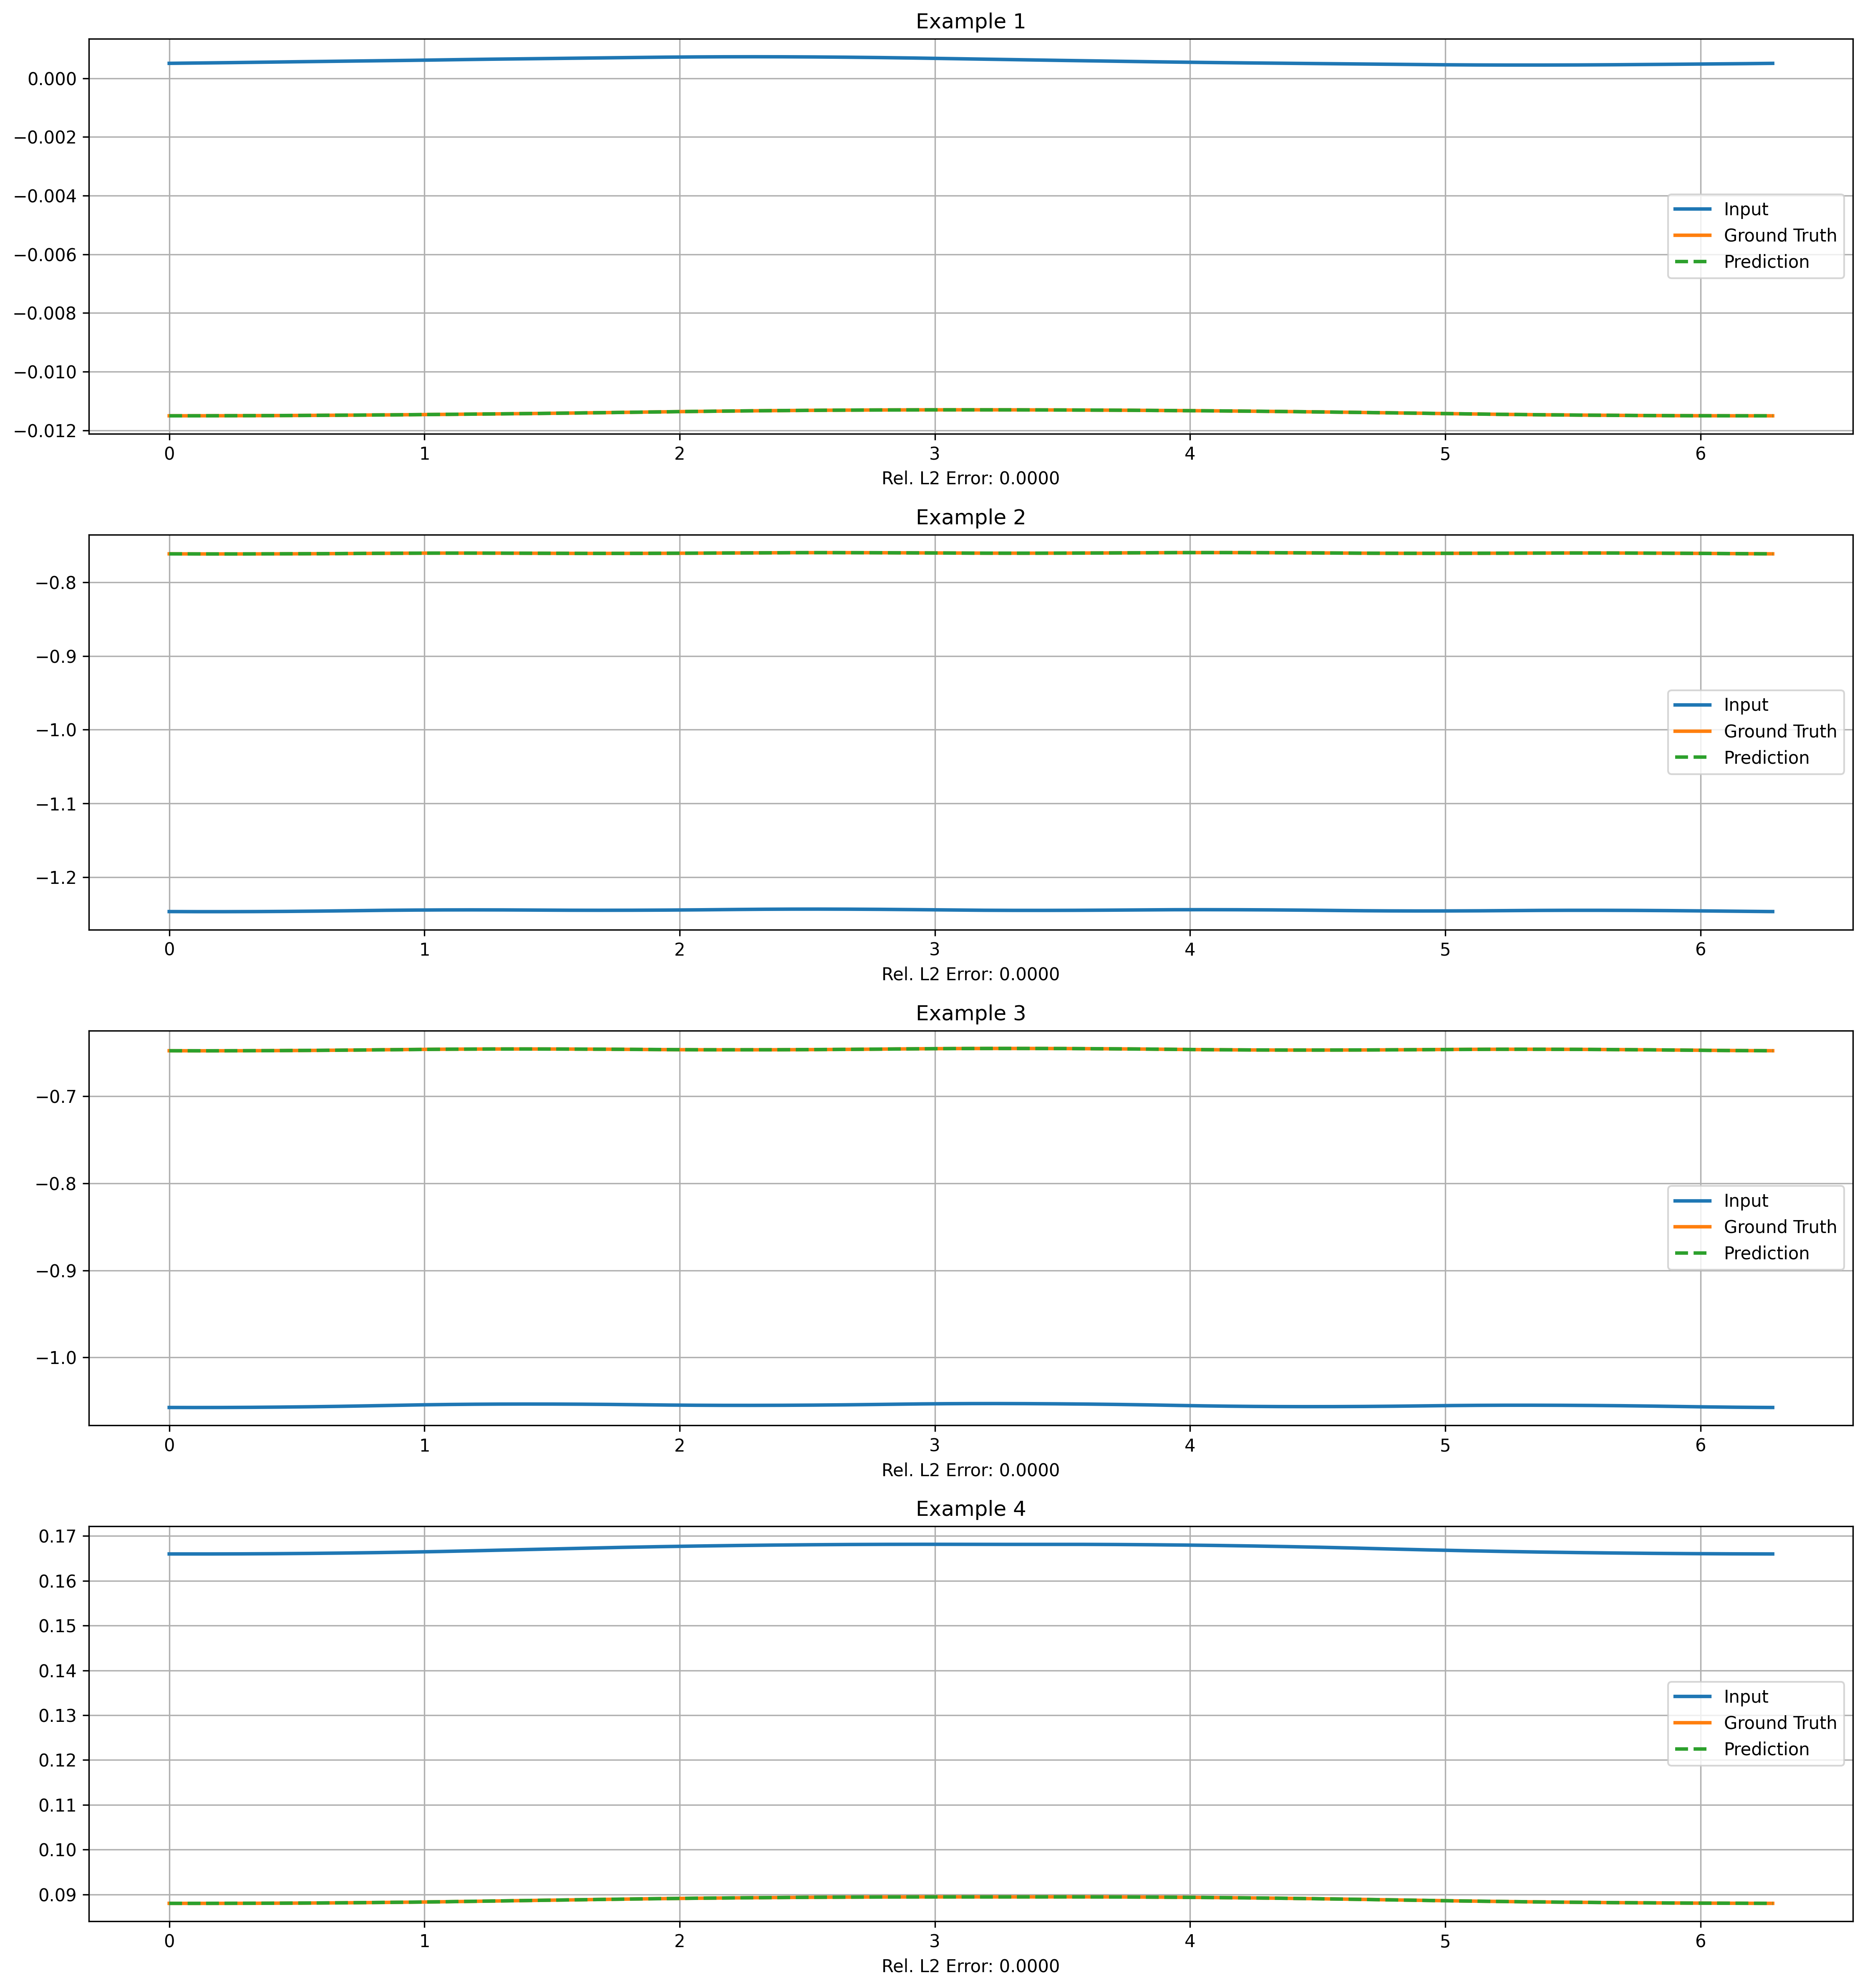 Example 1
0.000
−0.002
−0.004
−0.006
−0.008
−0.010
−0.012
Input
Ground Truth
Prediction
0 1 2 3 4 5 6
Rel. L2 Error: 0.0000
Example 2
−0.8
−0.9
−1.0
−1.1
−1.2
Input
Ground Truth
Prediction
0 1 2 3 4 5 6
Rel. L2 Error: 0.0000
Example 3
−0.7
−0.8
−0.9
−1.0
Input
Ground Truth
Prediction
0 1 2 3 4 5 6
Rel. L2 Error: 0.0000
Example 4
0.17
0.16
0.15
0.14
0.13
0.12
0.11
0.10
0.09
Input
Ground Truth
Prediction
0 1 2 3 4 5 6
Rel. L2 Error: 0.0000